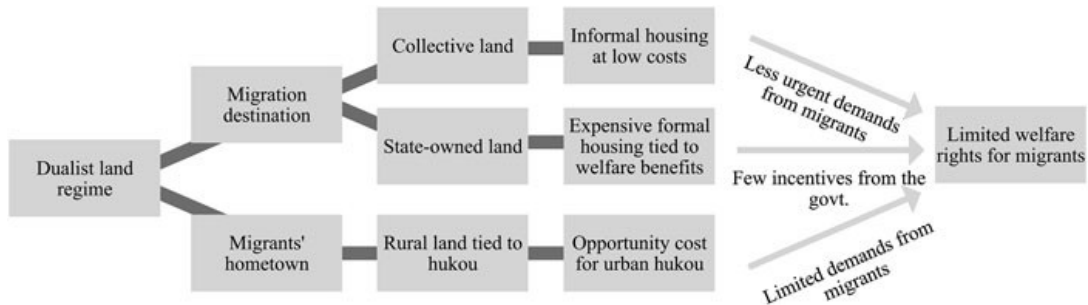 Dualist land
regime
Migration
destination
Migrants'
hometown
Collective land
State-owned land
Rural land tied to
hukou
Informal housing
at low costs
Expensive formal
housing tied to
welfare benefits
Opportunity cost
for urban hukou
Less urgent demands
from migrants
Few incentives from the
govt.
Limited demands from
migrants
Limited welfare
rights for migrants